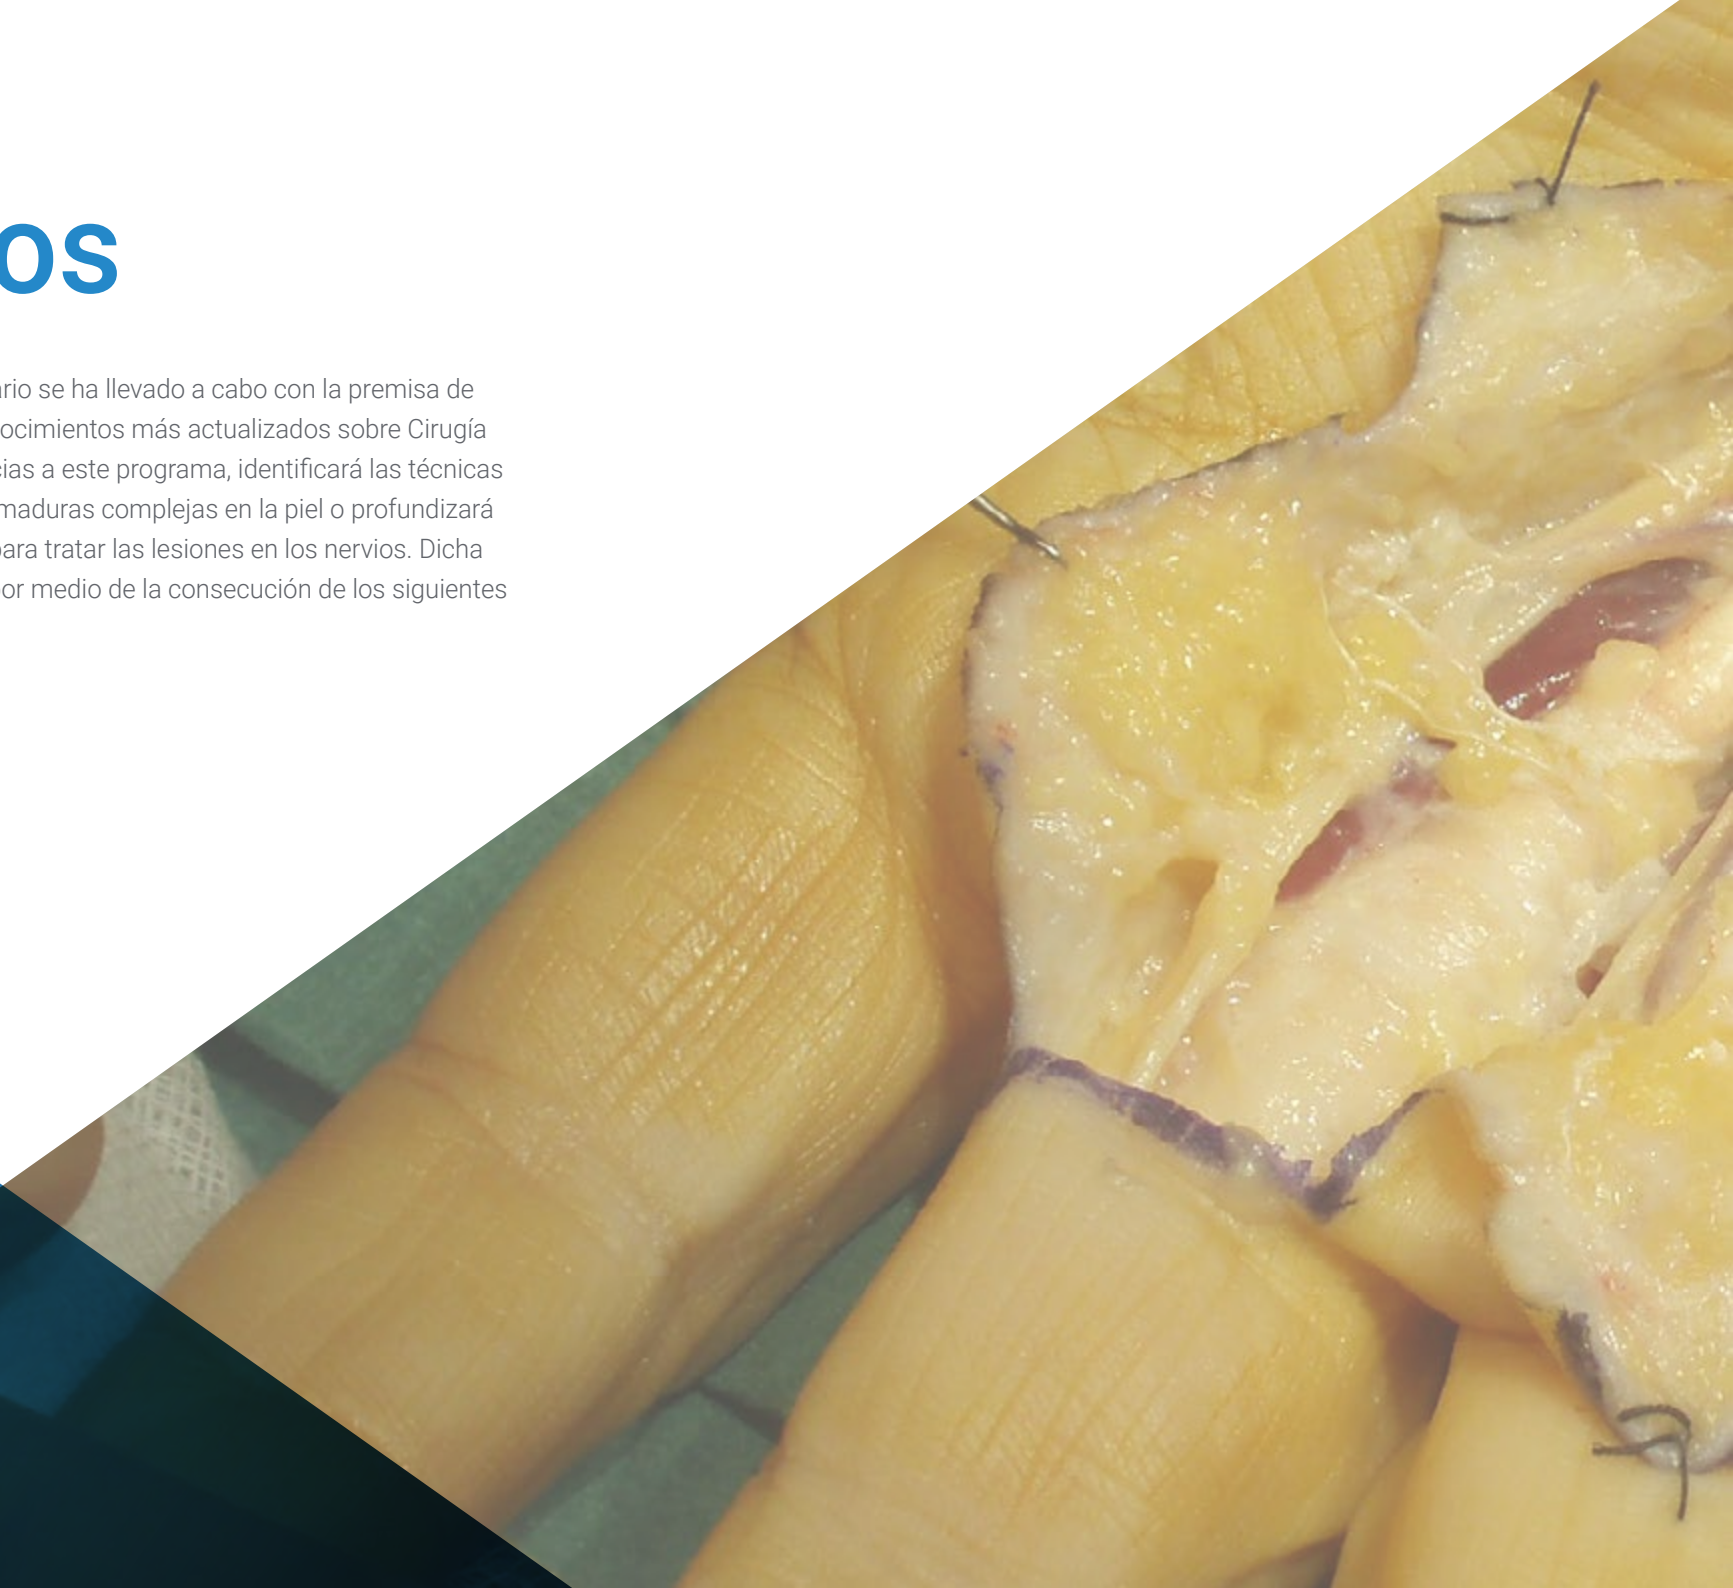 os
rio se ha llevado a cabo con la premisa de
ocimientos más actualizados sobre Cirugía
cias a este programa, identificará las técnicas
maduras complejas en la piel o profundizará
para tratar las lesiones en los nervios. Dicha
or medio de la consecución de los siguientes